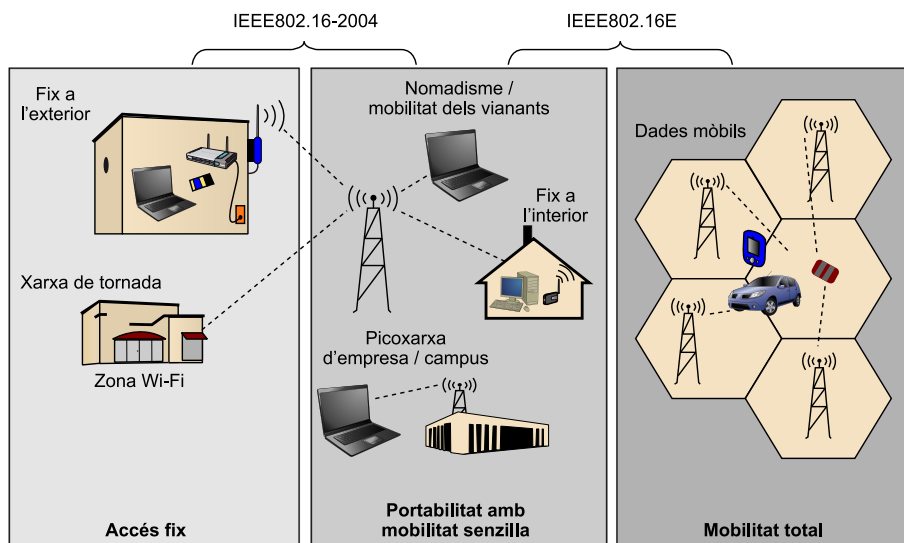 IEEE802.16-2004
IEEE802.16E
Fix a
l'exterior
Xarxa de tornada
Zona Wi-Fi
Accés fix
Nomadisme /
mobilitat dels vianants
Fix a
l'interior
Picoxarxa
d'empresa / campus
Portabilitat amb
mobilitat senzilla
Dades mòbils
Mobilitat total